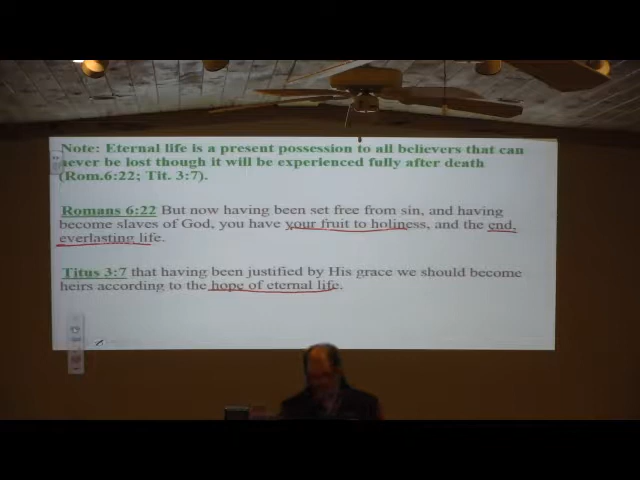 Note: Eternal life is a present possession to all believers that can
never be lost though it will be experienced fully after death
(Rom.6:22; Tit. 3:7).
Romans 6:22 But now having been set free from sin, and having
become slaves of God, you have your fruit to holiness, and the end,
everlasting life.
Titus 3:7 that having been justified by His grace we should become
heirs according to the hope of eternal life.